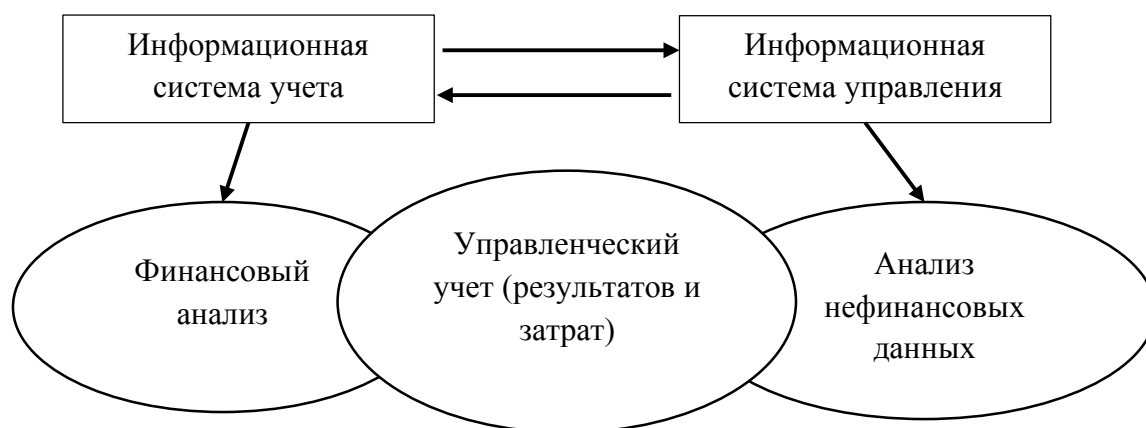 Информационная
система учета
Информационная
система управления
Финансовый
анализ
Управленческий
учет (результатов и
затрат)
Анализ
нефинансовых
данных